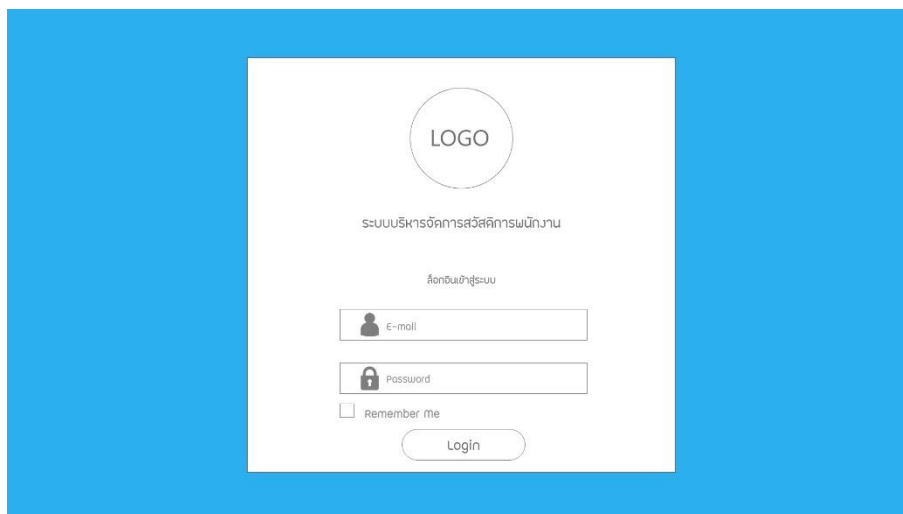 LOGO
ระบบบริหารจัดการสวัสดิการพนักงาน
ล็อกอินเข้าสู่ระบบ
E-mail
Password
Remember Me
Login